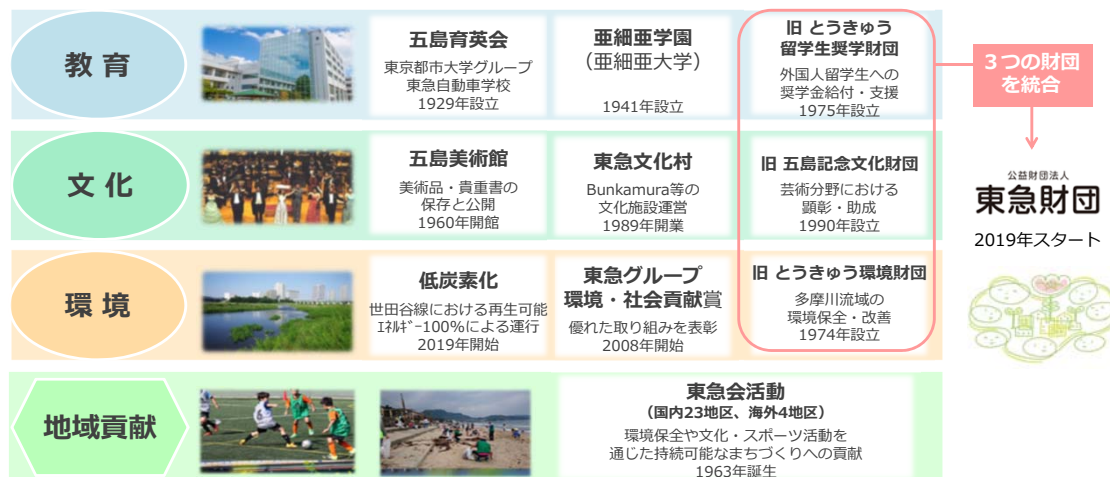 教育
五島育英会
東京都市大学グループ
東急自動車学校
1929年設立
亜細亜学園
（亜細亜大学）
1941年設立
旧 とうきゅう
留学生奨学財団
外国人留学生への
奨学金給付・支援
1975年設立
３つの財団
を統合
文化
五島美術館
美術品・貴重書の
保存と公開
1960年開館
東急文化村
Bunkamura等の
文化施設運営
1989年開業
旧 五島記念文化財団
芸術分野における
顕彰・助成
1990年設立
公益財団法人
東急財団
2019年スタート
環境
低炭素化
世田谷線における再生可能
ｴﾈﾙｷﾞｰ100%による運行
2019年開始
東急グループ
環境・社会貢献賞
優れた取り組みを表彰
2008年開始
旧 とうきゅう環境財団
多摩川流域の
環境保全・改善
1974年設立
地域貢献
東急会活動
（国内23地区、海外4地区）
環境保全や文化・スポーツ活動を
通じた持続可能なまちづくりへの貢献
1963年誕生